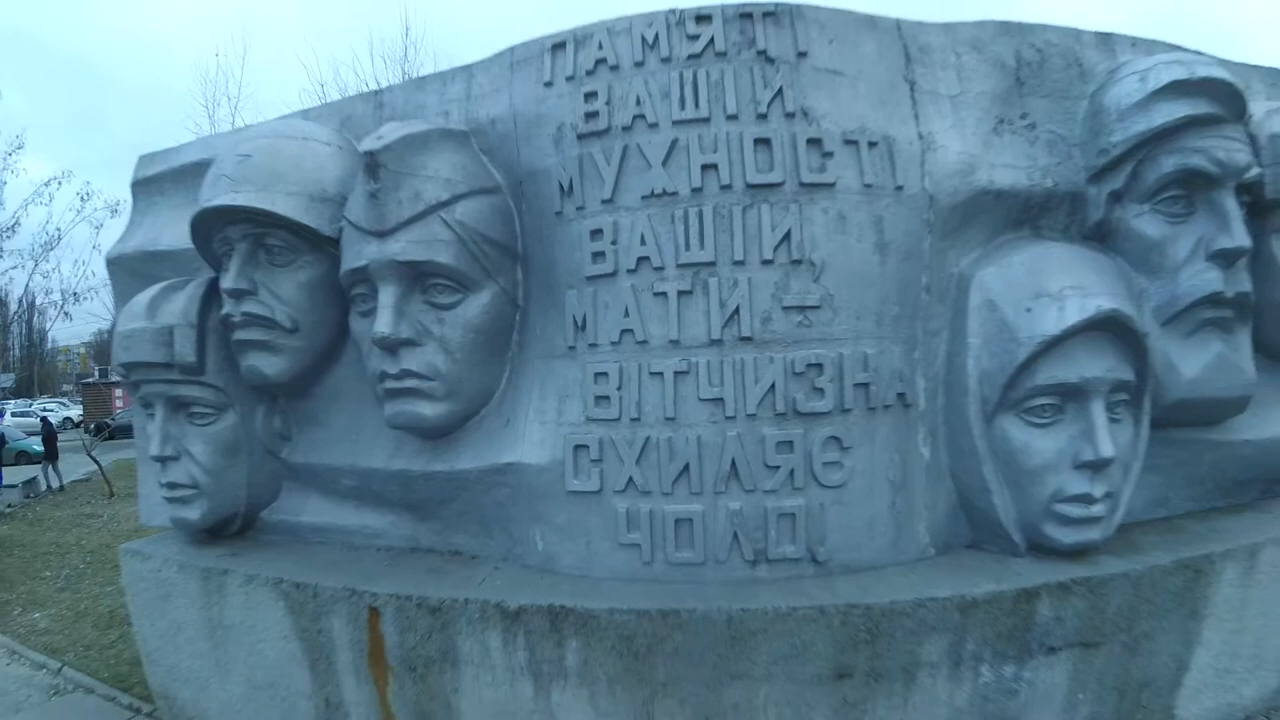 ПАМ'ЯТІ
ВАШІЙ,
МУЖНОСТІ
ВАШІЙ
МАТИ –
ВІТЧИЗНА
СХИЛЯЄ
ЧОЛО!